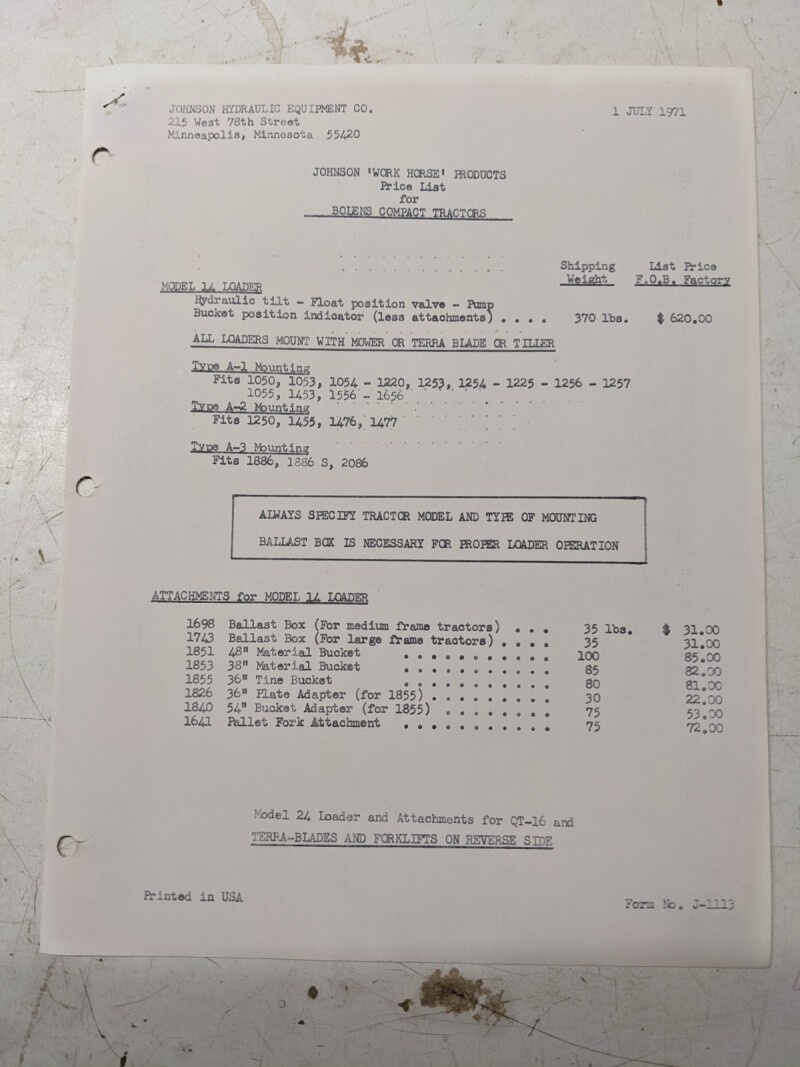 JOHNSON HYDRAULIC EQUIPMENT CO.
215 West 78th Street
Minneapolis, Minnesota 55420
1 JULY 1971
JOHNSON 'WORK HORSE' PRODUCTS
Price List
for
BOLENS COMPACT TRACTORS
Shipping Weight
List Price F.O.B. Factory
MODEL 14 LOADER
Hydraulic tilt - Float position valve - Pump
Bucket position indicator (less attachments) . . . . 370 lbs. $ 620.00
ALL LOADERS MOUNT WITH MOWER OR TERRA BLADE OR TILLER
Type A-1 Mounting
Fits 1050, 1053, 1054 - 1220, 1253, 1254 - 1225 - 1256 - 1257
1055, 1453, 1556 - 1656
Type A-2 Mounting
Fits 1250, 1455, 1476, 1477
Type A-3 Mounting
Fits 1886, 1886 S, 2086
ALWAYS SPECIFY TRACTOR MODEL AND TYPE OF MOUNTING
BALLAST BOX IS NECESSARY FOR PROPER LOADER OPERATION
ATTACHMENTS for MODEL 14 LOADER
1698 Ballast Box (For medium frame tractors) . . . 35 lbs. $ 31.00
1743 Ballast Box (For large frame tractors) . . . . 35 31.00
1851 48" Material Bucket . . . . . . . . . . . 100 85.00
1853 38" Material Bucket . . . . . . . . . . . 85 82.00
1855 36" Tine Bucket . . . . . . . . . . . 80 81.00
1826 36" Plate Adapter (for 1855) . . . . . . . . . 30 22.00
1840 54" Bucket Adapter (for 1855) . . . . . . . . 75 53.00
1641 Pallet Fork Attachment . . . . . . . . . . . 75 72.00
Model 24 Loader and Attachments for QT-16 and
TERRA-BLADES AND FORKLIFTS ON REVERSE SIDE
Printed in USA
Form No. J-1113